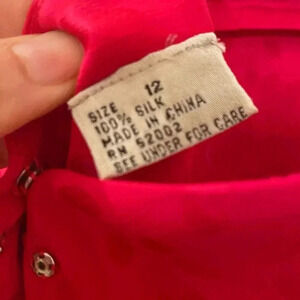 SIZE 12
100% SILK
MADE IN CHINA
RN 52002
SEE UNDER FOR CARE